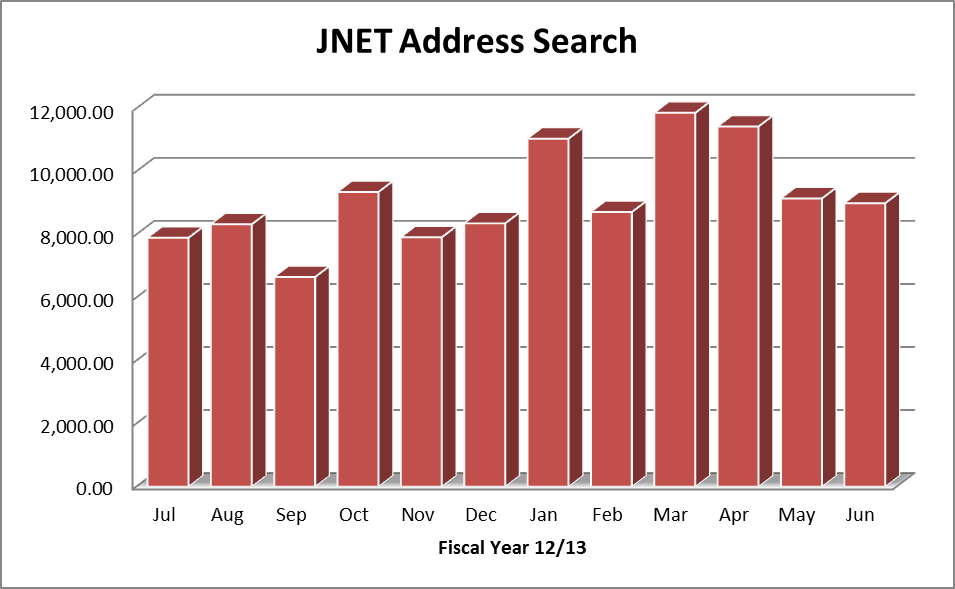 JNET Address Search
12,000.00
10,000.00
8,000.00
6,000.00
4,000.00
2,000.00
0.00
Jul Aug Sep Oct Nov Dec Jan Feb Mar Apr May Jun
Fiscal Year 12/13